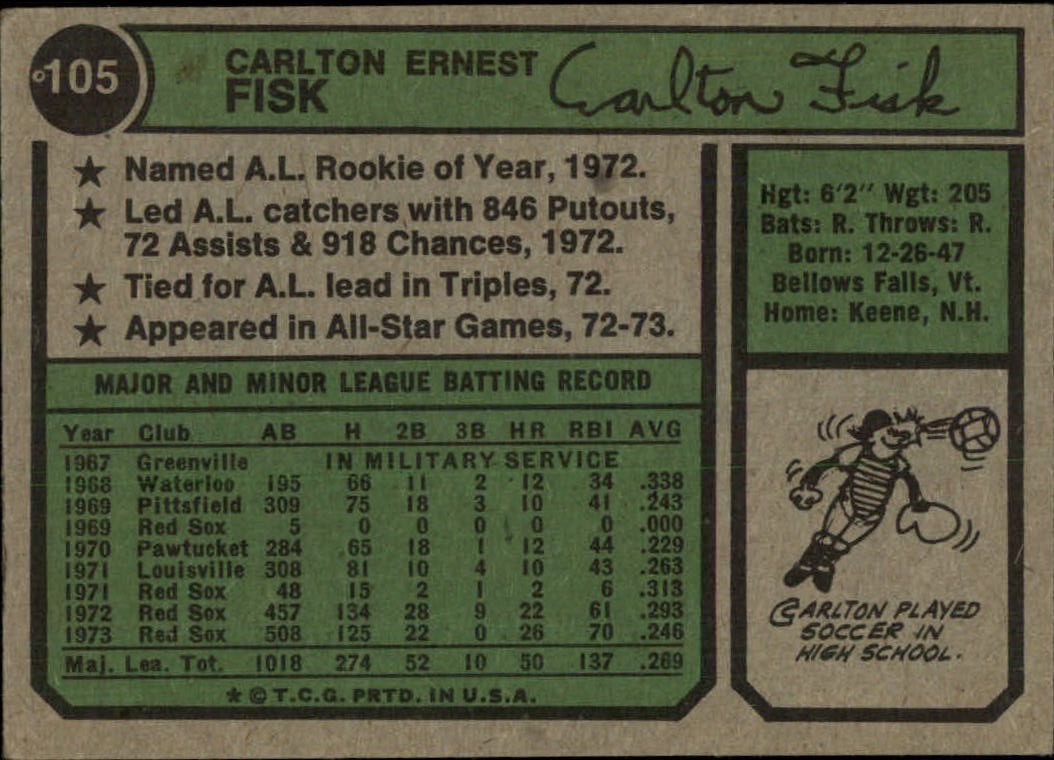 105
CARLTON ERNEST
FISK
Carlton Fisk
★ Named A.L. Rookie of Year, 1972.
★ Led A.L. catchers with 846 Putouts,
72 Assists & 918 Chances, 1972.
★ Tied for A.L. lead in Triples, 72.
★ Appeared in All-Star Games, 72-73.
Hgt: 6'2" Wgt: 205
Bats: R. Throws: R.
Born: 12-26-47
Bellows Falls, Vt.
Home: Keene, N.H.
MAJOR AND MINOR LEAGUE BATTING RECORD
Year Club AB H 2B 3B HR RBI AVG
1967 Greenville IN MILITARY SERVICE
1968 Waterloo 195 66 11 2 12 34 .338
1969 Pittsfield 309 75 18 3 10 41 .243
1969 Red Sox 5 0 0 0 0 0 .000
1970 Pawtucket 284 65 18 1 12 44 .229
1971 Louisville 308 81 10 4 10 43 .263
1971 Red Sox 48 15 2 1 2 6 .313
1972 Red Sox 457 134 28 9 22 61 .293
1973 Red Sox 508 125 22 0 26 70 .246
Maj. Lea. Tot. 1018 274 52 10 50 137 .269
★ © T.C.G. PRTD. IN U.S.A.
CARLTON PLAYED
SOCCER IN
HIGH SCHOOL.